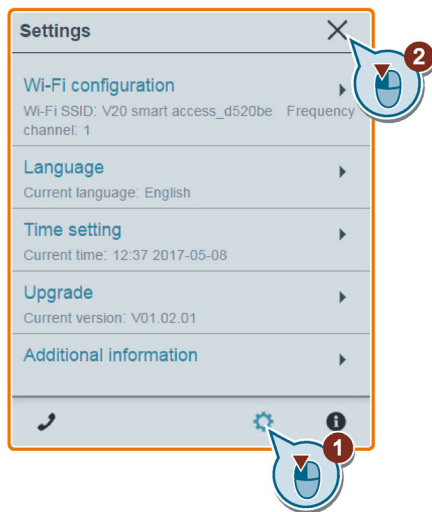 Settings
2
Wi-Fi configuration
Wi-Fi SSID: V20 smart access_d520be Frequency
channel: 1
Language
Current language: English
Time setting
Current time: 12:37 2017-05-08
Upgrade
Current version: V01.02.01
Additional information
1